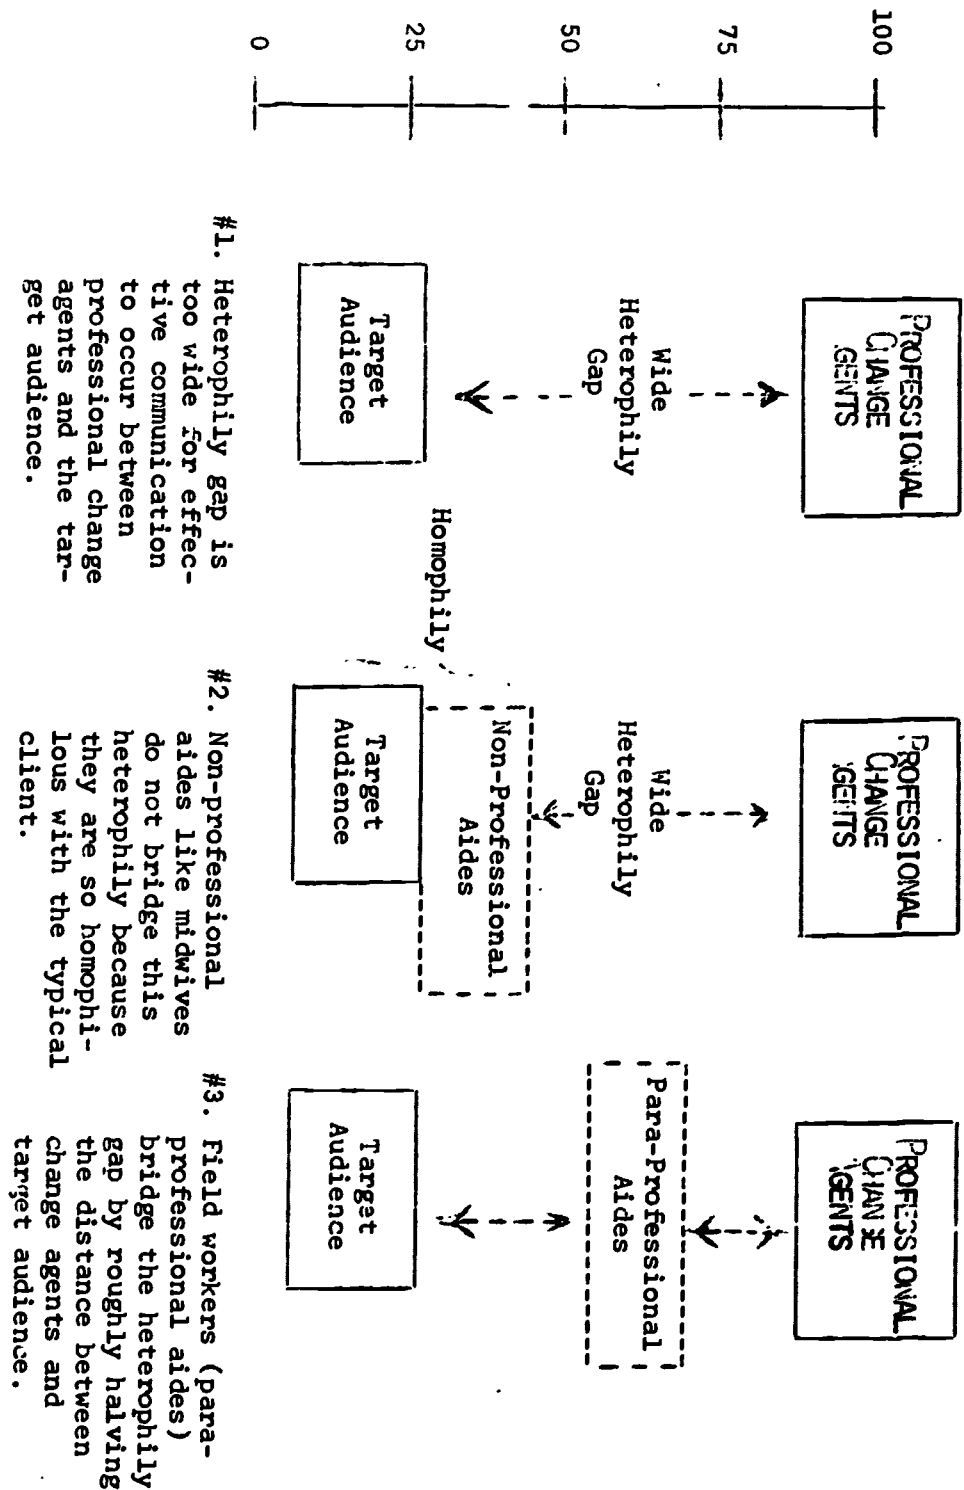 100
75
50
25
0
PROFESSIONAL
CHANGE
GENTS
Wide
Heterophily
Gap
Target
Audience
#1. Heterophily gap is
too wide for effec-
tive communication
to occur between
professional change
agents and the tar-
get audience.
PROFESSIONAL
CHANGE
GENTS
Wide
Heterophily
Gap
Non-Professional
Aides
Homophily
Target
Audience
#2. Non-professional
aides like midwives
do not bridge this
heterophily because
they are so homophi-
lous with the typical
client.
PROFESSIONAL
CHAN E
GENTS
Para-Professional
Aides
Target
Audience
#3. Field workers (para-
professional aides)
bridge the heterophily
gap by roughly halving
the distance between
change agents and
target audience.